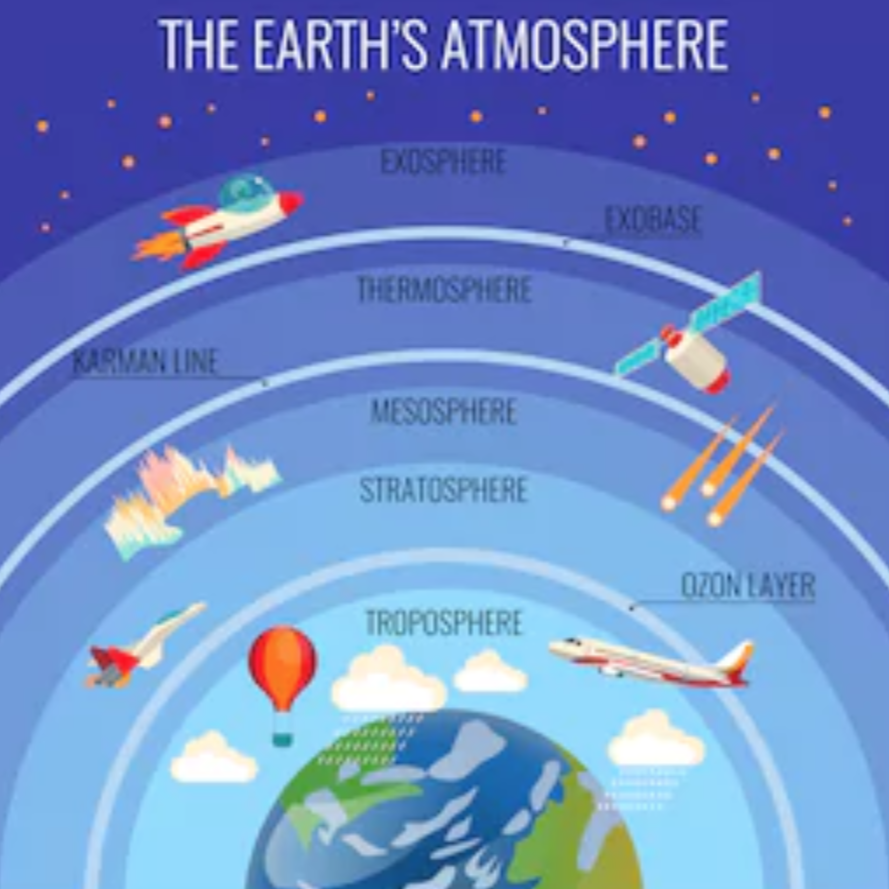 THE EARTH'S ATMOSPHERE
EXOSPHERE
EXOBASE
THERMOSPHERE
KARMAN LINE
MESOSPHERE
STRATOSPHERE
OZON LAYER
TROPOSPHERE